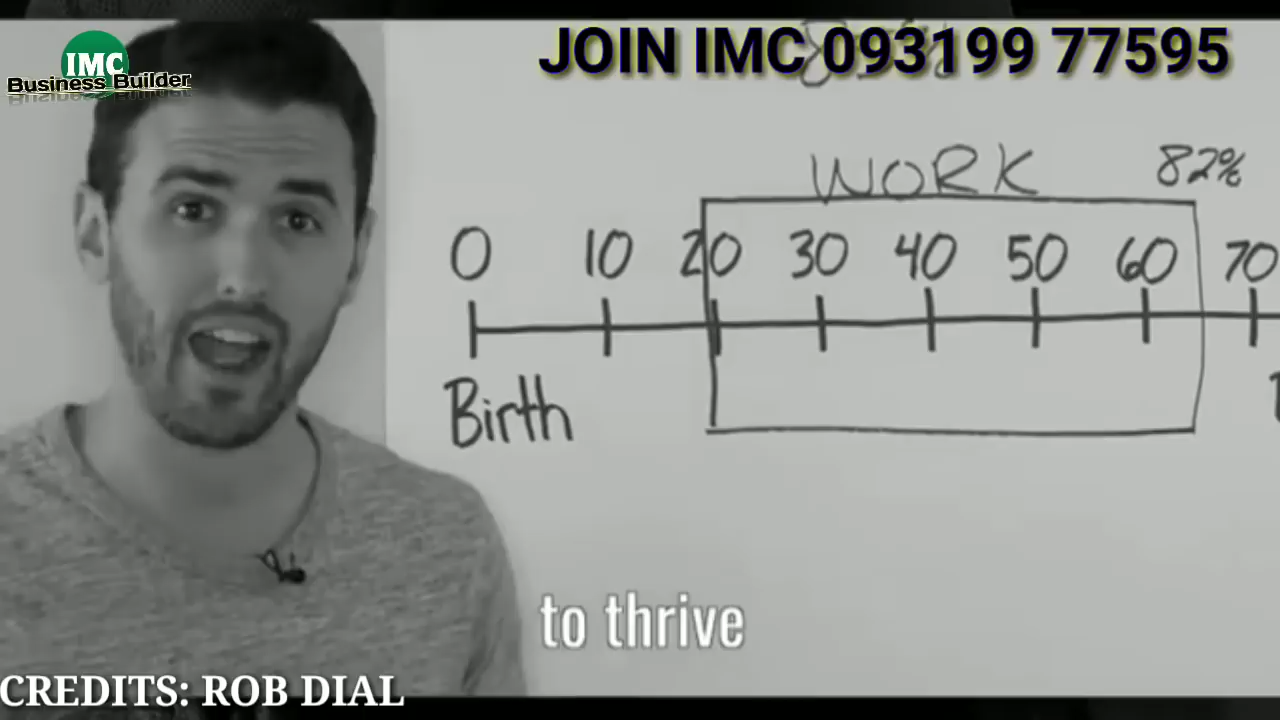 IMC
Business Builder
JOIN IMC 093199 77595
WORK
82%
0 10 20 30 40 50 60 70
Birth
to thrive
CREDITS: ROB DIAL